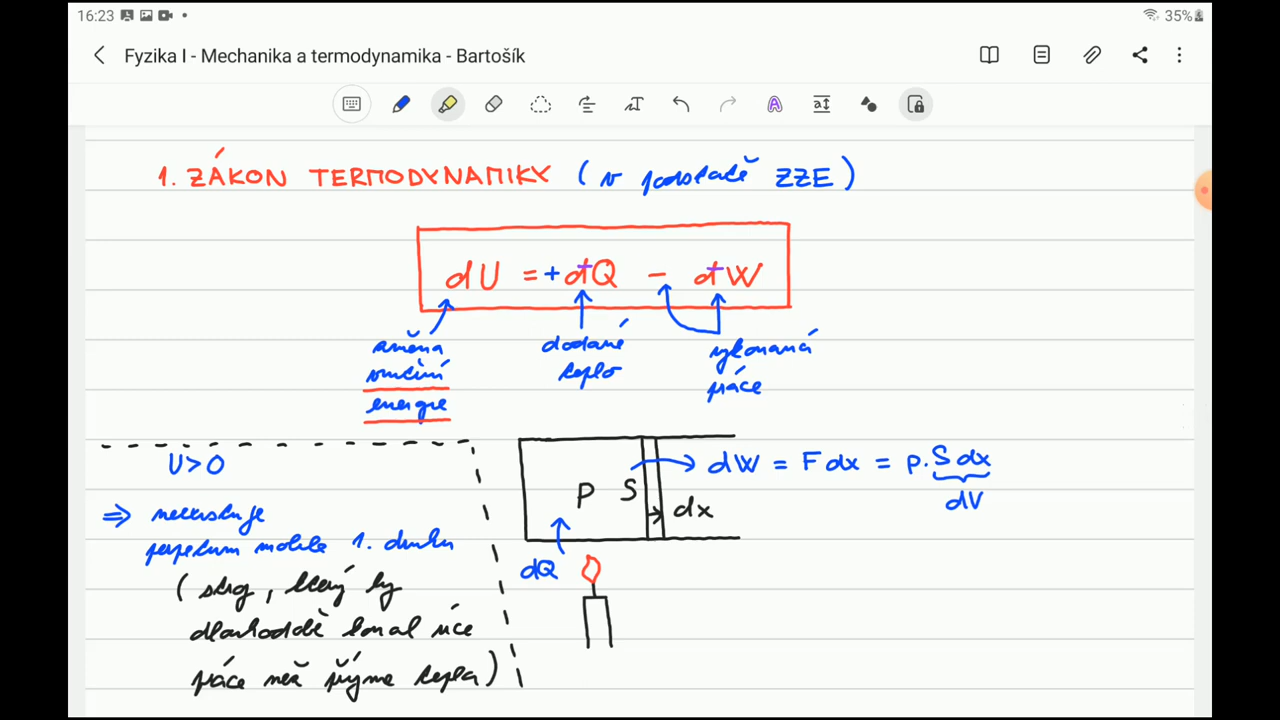 16:23
35%
Fyzika I - Mechanika a termodynamika - Bartošík
1. ZÁKON TERMODYNAMIKY (v podstatě ZZE)
dU = + đQ - đW
změna
vnitřní
energie
dodané
teplo
vykonaná
práce
U > 0
⇒ neexistuje
perpetum mobile 1. druhu
(stroj, který by
dlouhodobě konal více
práce než přijme tepla)
P S
dx
dQ
dW = F dx = p. S dx
dV